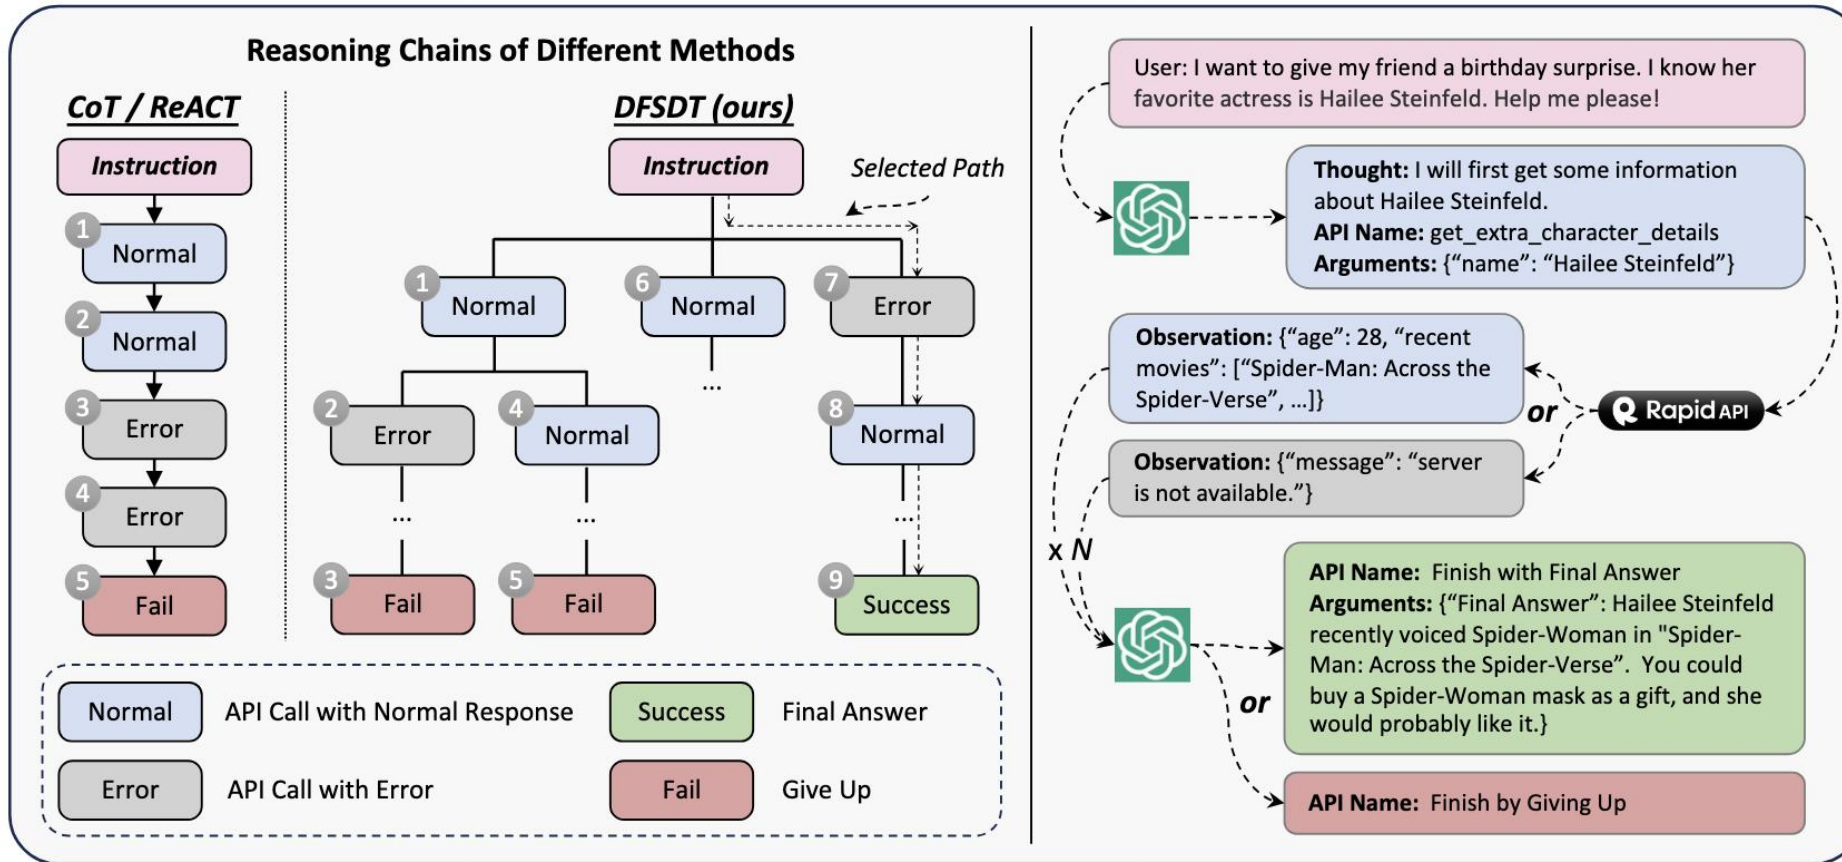 Reasoning Chains of Different Methods
CoT / ReACT
Instruction
1
Normal
2
Normal
3
Error
4
Error
5
Fail
DFSDT (ours)
Instruction
Selected Path
1
Normal
6
Normal
7
Error
...
2
Error
4
Normal
8
Normal
...
...
...
3
Fail
5
Fail
9
Success
Normal
API Call with Normal Response
Success
Final Answer
Error
API Call with Error
Fail
Give Up
User: I want to give my friend a birthday surprise. I know her
favorite actress is Hailee Steinfeld. Help me please!
Thought: I will first get some information
about Hailee Steinfeld.
API Name: get_extra_character_details
Arguments: {“name”: “Hailee Steinfeld”}
Observation: {“age”: 28, “recent
movies”: [“Spider-Man: Across the
Spider-Verse”, ...]}
or
Rapid API
Observation: {“message”: “server
is not available.”}
x N
API Name: Finish with Final Answer
Arguments: {“Final Answer”: Hailee Steinfeld
recently voiced Spider-Woman in "Spider-
Man: Across the Spider-Verse”. You could
buy a Spider-Woman mask as a gift, and she
would probably like it.}
or
API Name: Finish by Giving Up